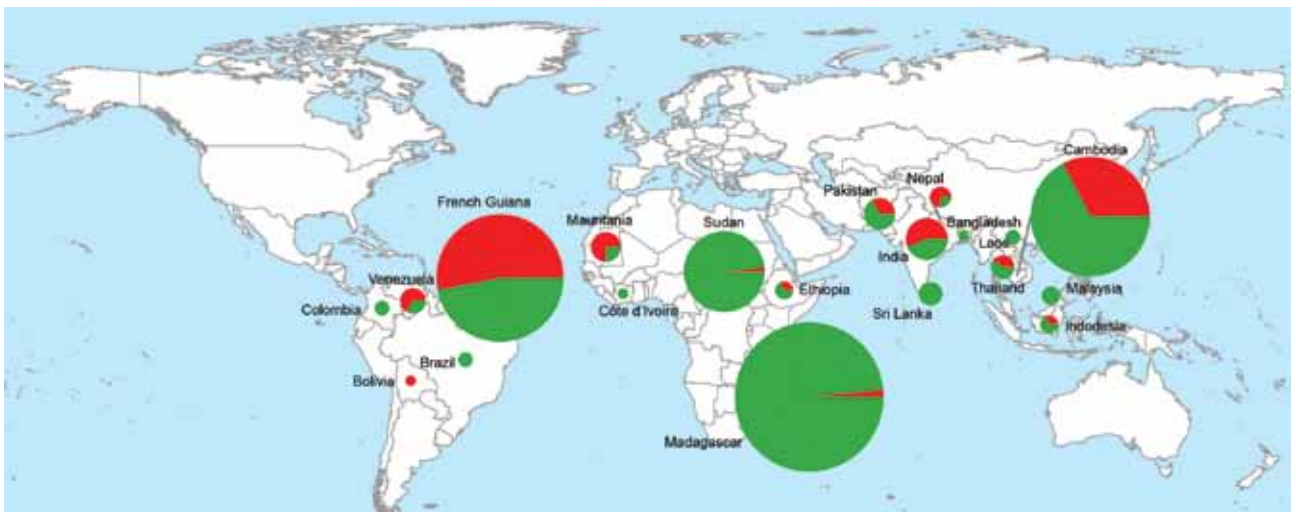 Cambodia
Nepal
Pakistan
French Guiana
Mauritania
Sudan
Bangladesh
Laos
India
Venezuela
Ethiopia
Thailand
Malaysia
Colombia
Côte d'Ivoire
Sri Lanka
Indodesia
Brazil
Bolivia
Madagascar